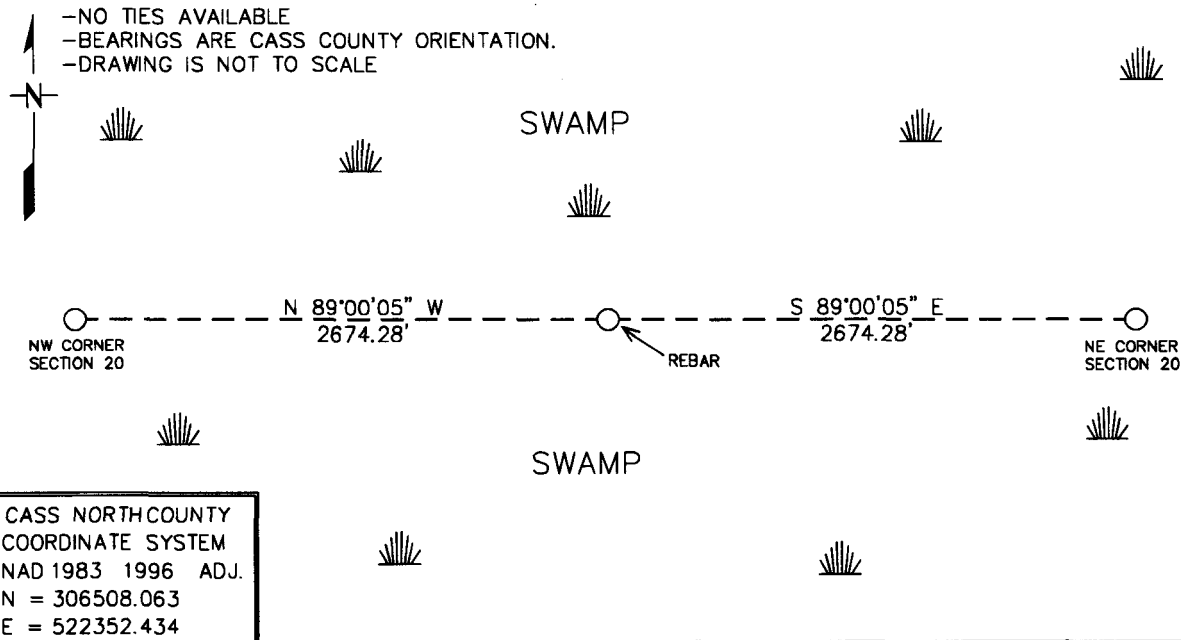 -NO TIES AVAILABLE
-BEARINGS ARE CASS COUNTY ORIENTATION.
-DRAWING IS NOT TO SCALE
N
SWAMP
N 89°00'05" W
2674.28'
S 89°00'05" E
2674.28'
NW CORNER
SECTION 20
REBAR
NE CORNER
SECTION 20
SWAMP
CASS NORTH COUNTY
COORDINATE SYSTEM
NAD 1983 1996 ADJ.
N = 306508.063
E = 522352.434